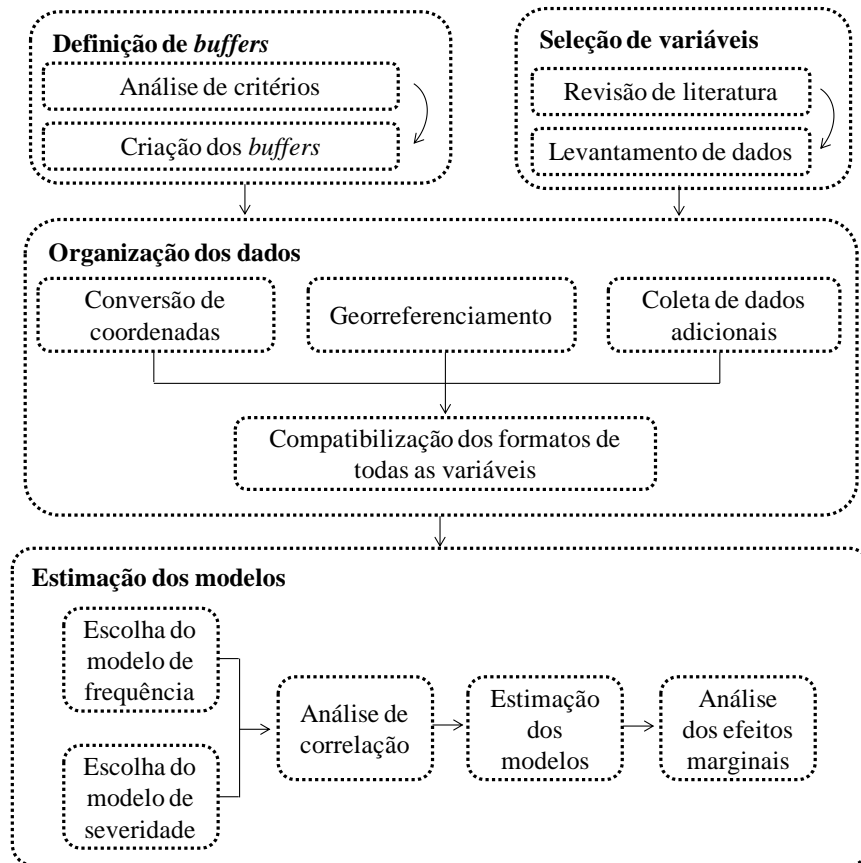 Definição de buffers
Análise de critérios
Criação dos buffers
Seleção de variáveis
Revisão de literatura
Levantamento de dados
Organização dos dados
Conversão de
coordenadas
Georreferenciamento
Coleta de dados
adicionais
Compatibilização dos formatos de
todas as variáveis
Estimação dos modelos
Escolha do
modelo de
frequência
Escolha do
modelo de
severidade
Análise de
correlação
Estimação
dos
modelos
Análise
dos efeitos
marginais